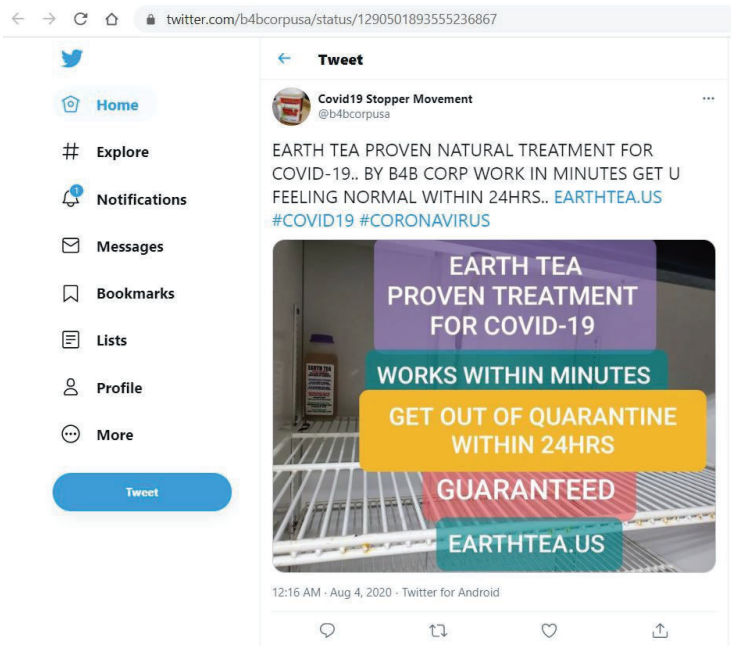 twitter.com/b4bcorpusa/status/1290501893555236867
Tweet
Home
Explore
1
Notifications
Messages
Bookmarks
Lists
Profile
More
Tweet
Covid19 Stopper Movement
@b4bcorpusa
EARTH TEA PROVEN NATURAL TREATMENT FOR
COVID-19.. BY B4B CORP WORK IN MINUTES GET U
FEELING NORMAL WITHIN 24HRS.. EARTHTEA.US
#COVID19 #CORONAVIRUS
EARTH TEA
PROVEN TREATMENT
FOR COVID-19
EARTH TEA
WORKS WITHIN MINUTES
GET OUT OF QUARANTINE
WITHIN 24HRS
GUARANTEED
EARTHTEA.US
12:16 AM · Aug 4, 2020 · Twitter for Android